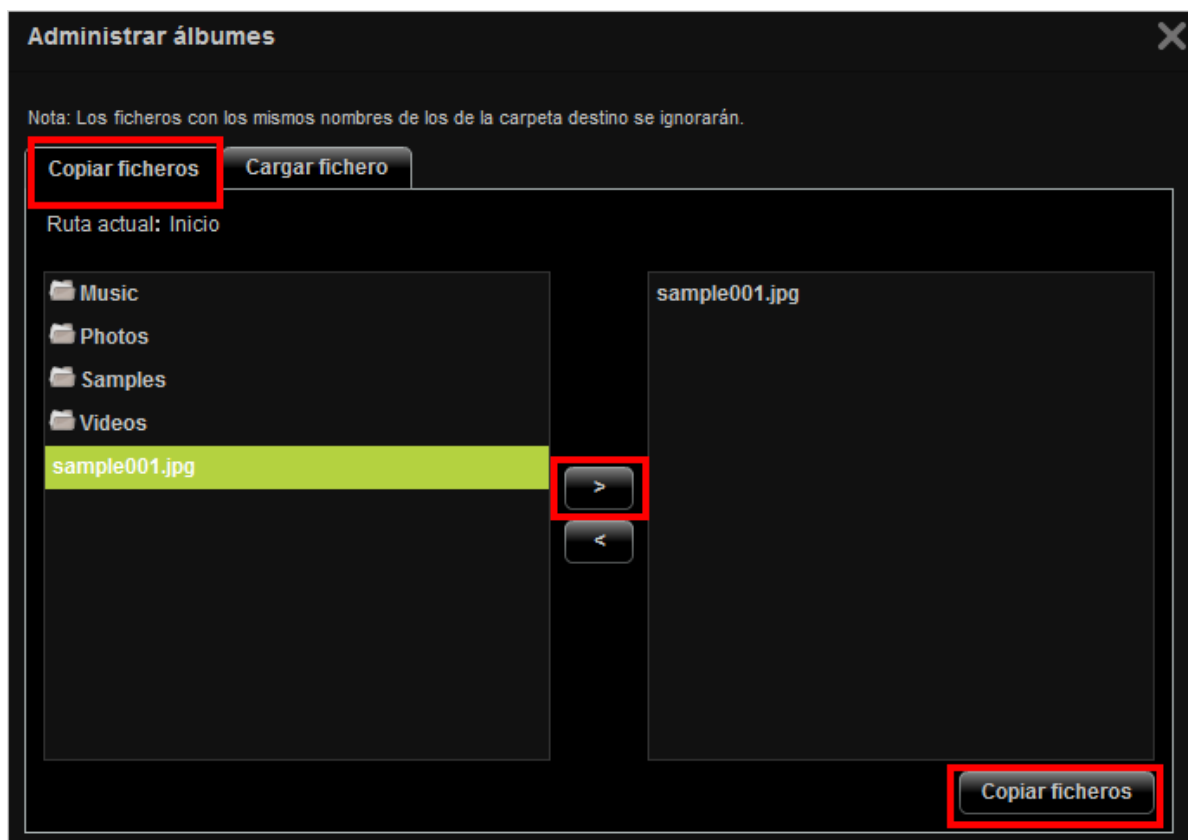 Administrar álbumes
Nota: Los ficheros con los mismos nombres de los de la carpeta destino se ignorarán.
Copiar ficheros
Cargar fichero
Ruta actual: Inicio
Music
Photos
Samples
Videos
sample001.jpg
>
<
sample001.jpg
Copiar ficheros